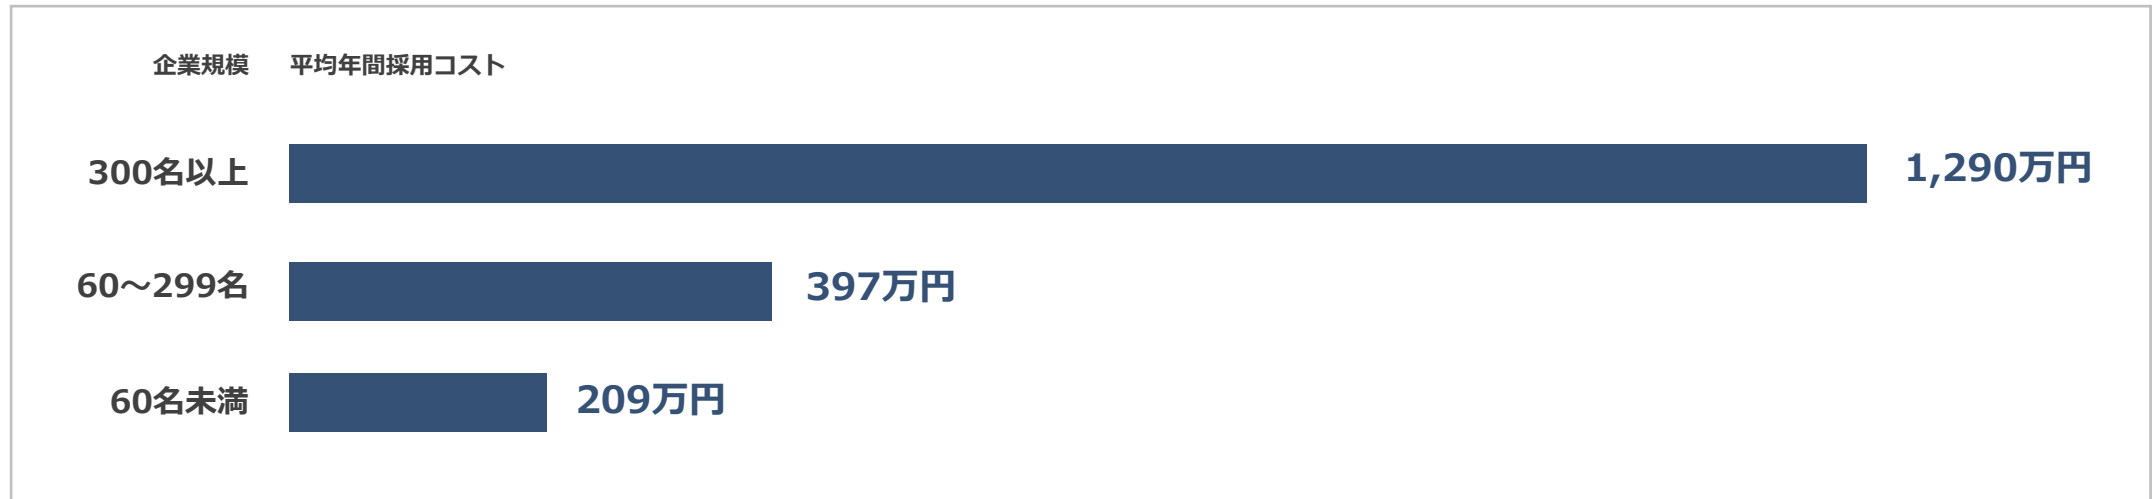 企業規模 平均年間採用コスト
300名以上 1,290万円
60～299名 397万円
60名未満 209万円